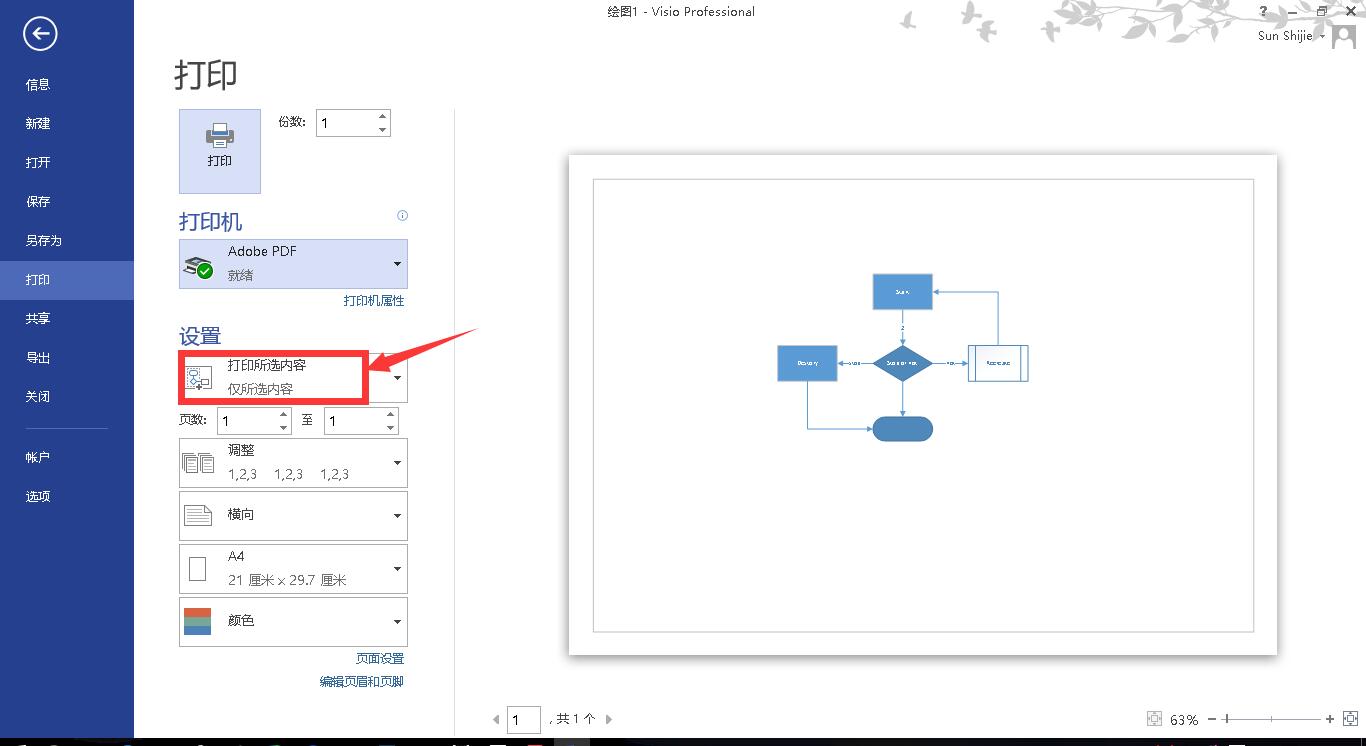 绘图1 - Visio Professional
?
Sun Shijie
信息
新建
打开
保存
另存为
打印
共享
导出
关闭
帐户
选项
打印
打印
份数: 1
打印机
Adobe PDF
就绪
打印机属性
设置
打印所选内容
仅所选内容
页数: 1 至 1
调整
1,2,3 1,2,3 1,2,3
横向
A4
21 厘米 x 29.7 厘米
颜色
页面设置
编辑页眉和页脚
1 , 共 1 个
63%